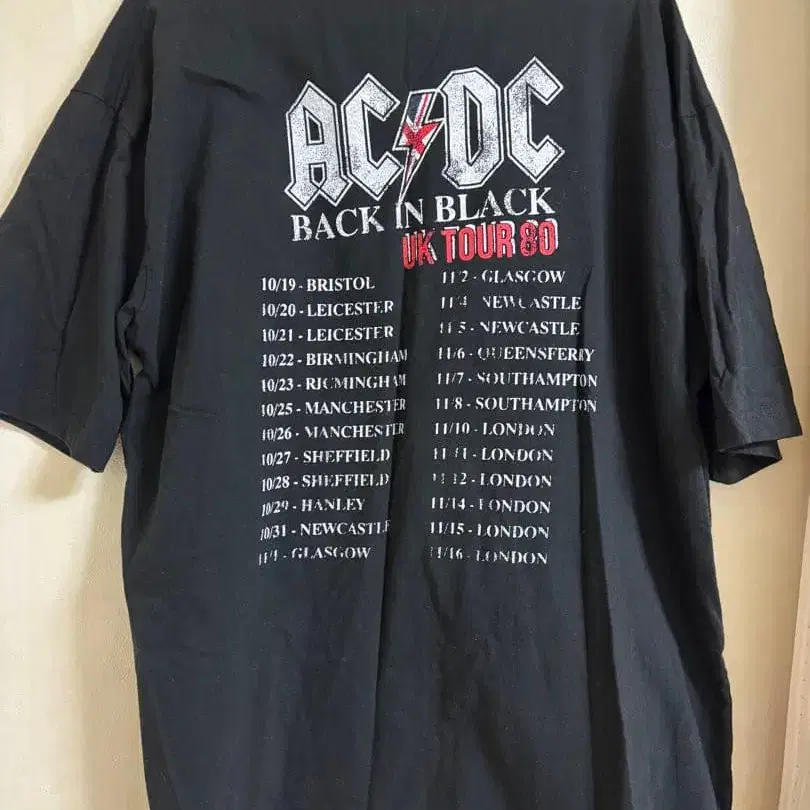 AC DC
BACK IN BLACK
UK TOUR 80
10/19 - BRISTOL
10/20 - LEICESTER
10/21 - LEICESTER
10/22 - BIRMINGHAM
10/23 - RICMINGHAM
10/25 - MANCHESTER
10/26 - MANCHESTER
10/27 - SHEFFIELD
10/28 - SHEFFIELD
10/29 - HANLEY
10/31 - NEWCASTLE
11/1 - GLASGOW
11/2 - GLASGOW
11/4 NEWCASTLE
11/5 - NEWCASTLE
11/6 - QUEENSFERRY
11/7 - SOUTHAMPTON
11/8 - SOUTHAMPTON
11/10 - LONDON
11/11 - LONDON
11/12 - LONDON
11/14 - LONDON
11/15 - LONDON
11/16 - LONDON